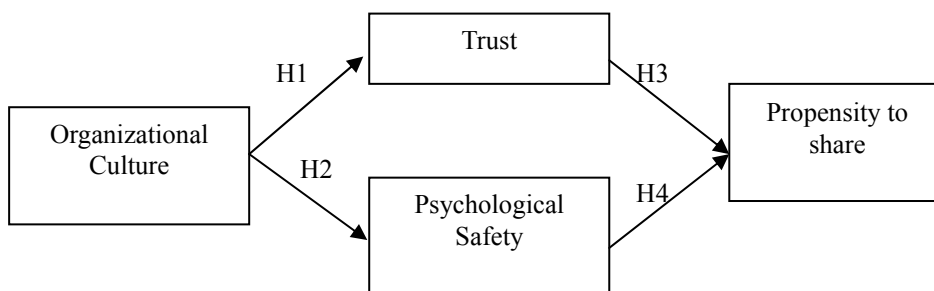 Trust
H1
H3
Organizational
Culture
Propensity to
share
H2
H4
Psychological
Safety